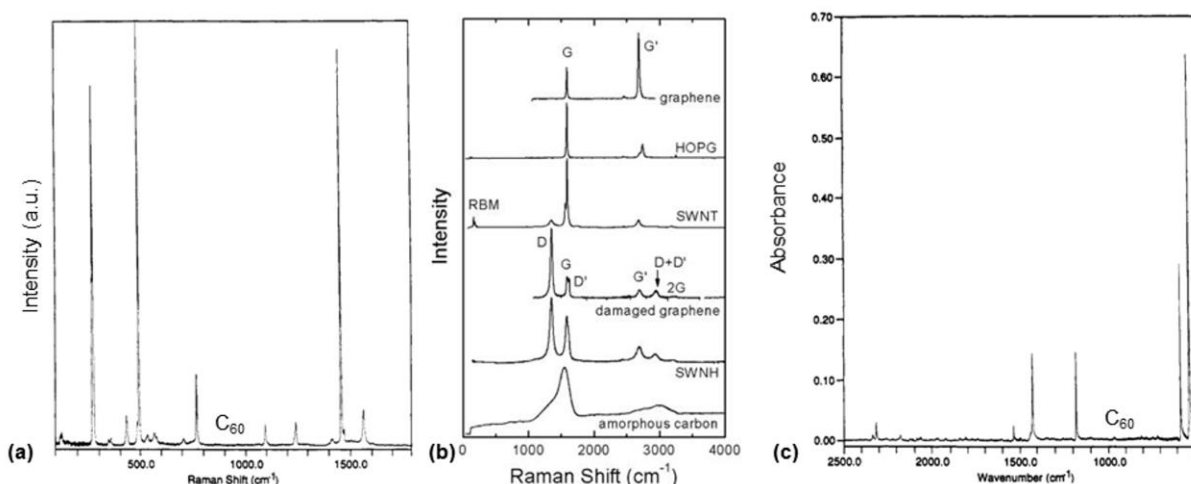 Intensity (a.u.)
C60
500.0
1000.0
1500.0
Raman Shift (cm⁻¹)
(a)
Intensity
G
G'
graphene
HOPG
RBM
SWNT
D
G
D'
G'
D+D'
2G
damaged graphene
SWNH
amorphous carbon
0
1000
2000
3000
4000
Raman Shift (cm⁻¹)
(b)
Absorbance
0.70
0.60
0.50
0.40
0.30
0.20
0.10
0.00
C60
2500.0
2000.0
1500.0
1000.0
Wavenumber (cm⁻¹)
(c)